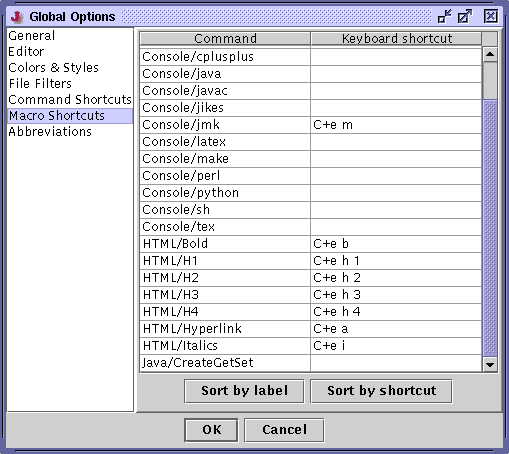 Global Options
General
Editor
Colors & Styles
File Filters
Command Shortcuts
Macro Shortcuts
Abbreviations
Command Keyboard shortcut
Console/cplusplus
Console/java
Console/javac
Console/jikes
Console/jmk C+e m
Console/latex
Console/make
Console/perl
Console/python
Console/sh
Console/tex
HTML/Bold C+e b
HTML/H1 C+e h 1
HTML/H2 C+e h 2
HTML/H3 C+e h 3
HTML/H4 C+e h 4
HTML/Hyperlink C+e a
HTML/Italics C+e i
Java/CreateGetSet
Sort by label Sort by shortcut
OK Cancel